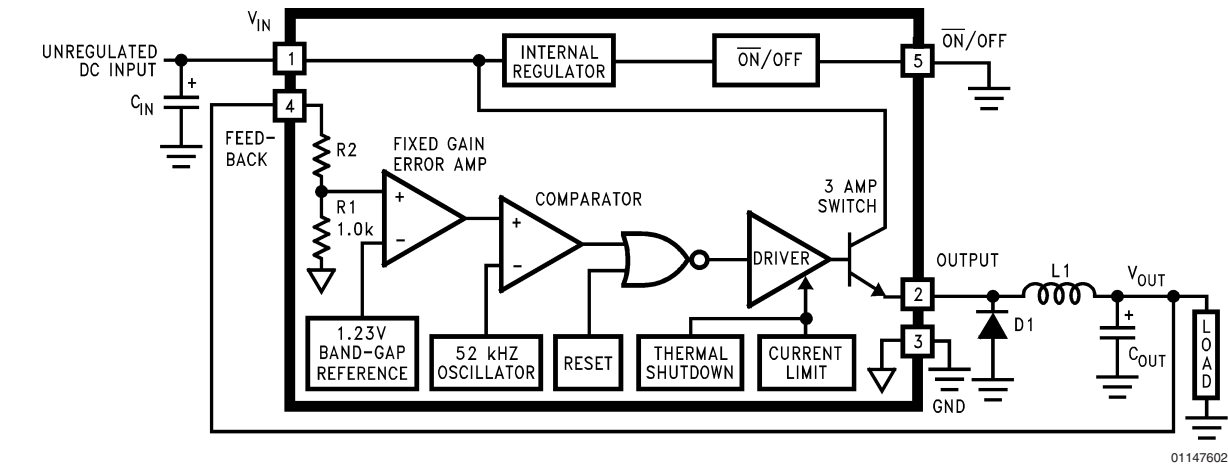 V_IN
UNREGULATED
DC INPUT
1
+
C_IN
4
FEED-
BACK
INTERNAL
REGULATOR
O̅N̅/OFF
5
O̅N̅/OFF
R2
R1
1.0k
FIXED GAIN
ERROR AMP
+
−
COMPARATOR
+
−
3 AMP
SWITCH
DRIVER
1.23V
BAND-GAP
REFERENCE
52 kHZ
OSCILLATOR
RESET
THERMAL
SHUTDOWN
CURRENT
LIMIT
OUTPUT
2
3
GND
D1
L1
V_OUT
+
C_OUT
LOAD
01147602